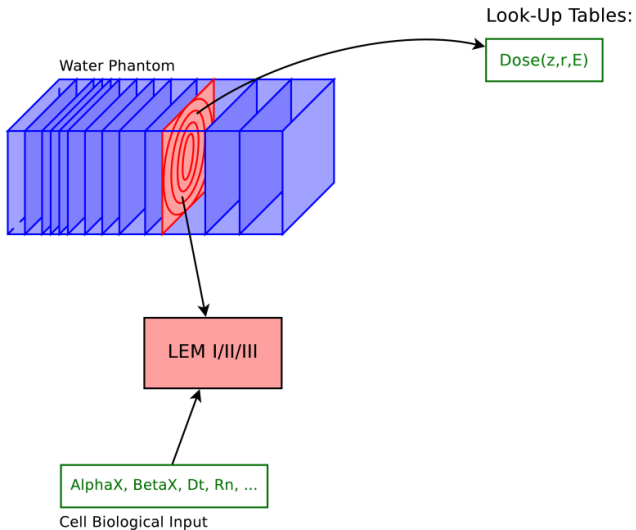 Look-Up Tables:
Dose(z,r,E)
Water Phantom
LEM I/II/III
AlphaX, BetaX, Dt, Rn, ...
Cell Biological Input